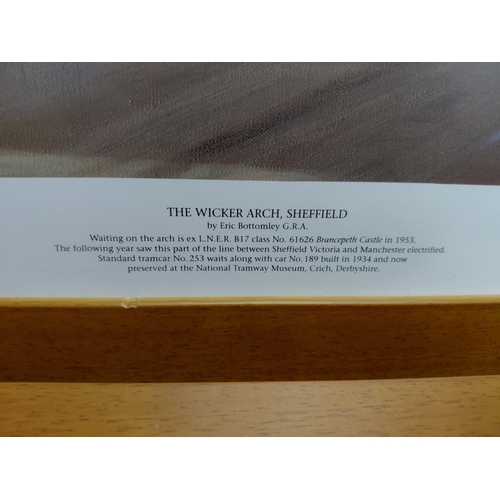 THE WICKER ARCH, SHEFFIELD
by Eric Bottomley G.R.A.
Waiting on the arch is ex L.N.E.R. B17 class No. 61626 Brancepeth Castle in 1953.
The following year saw this part of the line between Sheffield Victoria and Manchester electrified.
Standard tramcar No. 253 waits along with car No. 189 built in 1934 and now
preserved at the National Tramway Museum, Crich, Derbyshire.